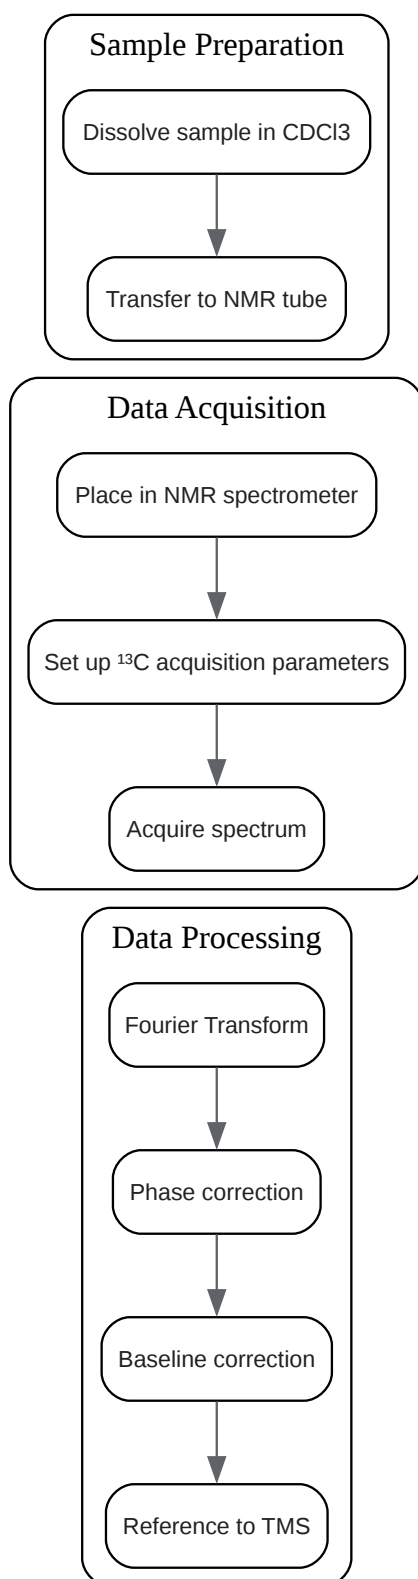 Sample Preparation
Dissolve sample in CDCl3
Transfer to NMR tube
Data Acquisition
Place in NMR spectrometer
Set up ¹³C acquisition parameters
Acquire spectrum
Data Processing
Fourier Transform
Phase correction
Baseline correction
Reference to TMS